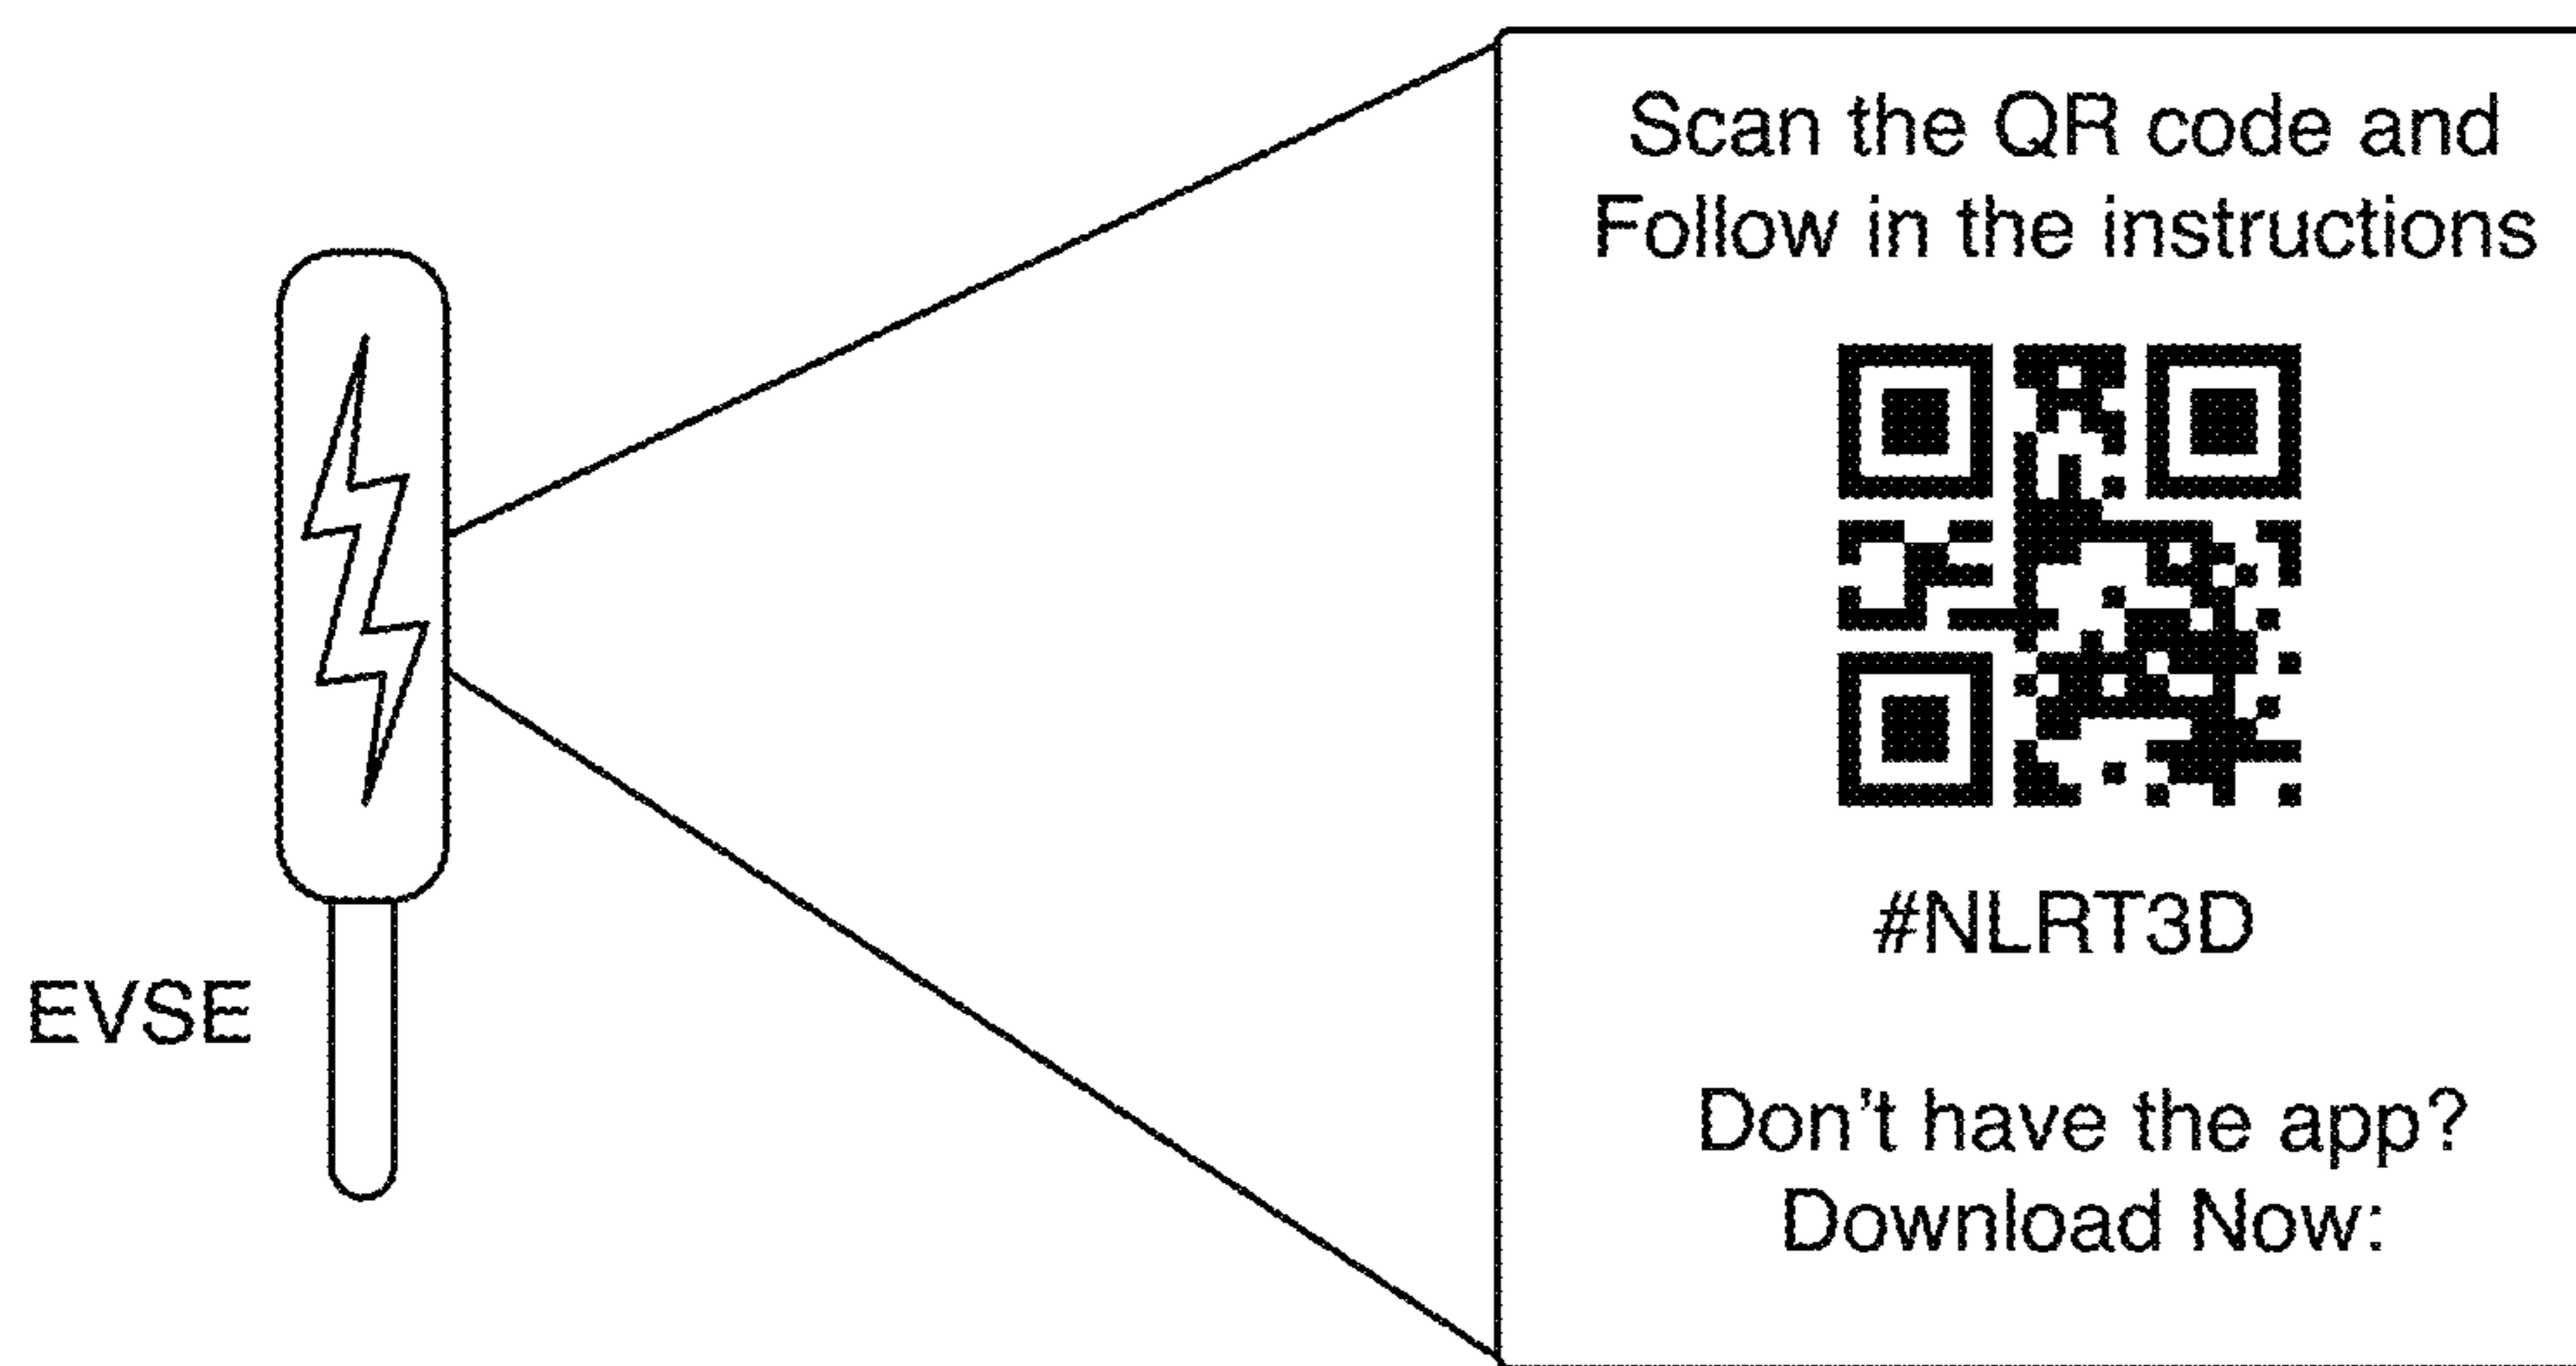 Scan the QR code and
Follow in the instructions
#NLRT3D
EVSE
Don't have the app?
Download Now: